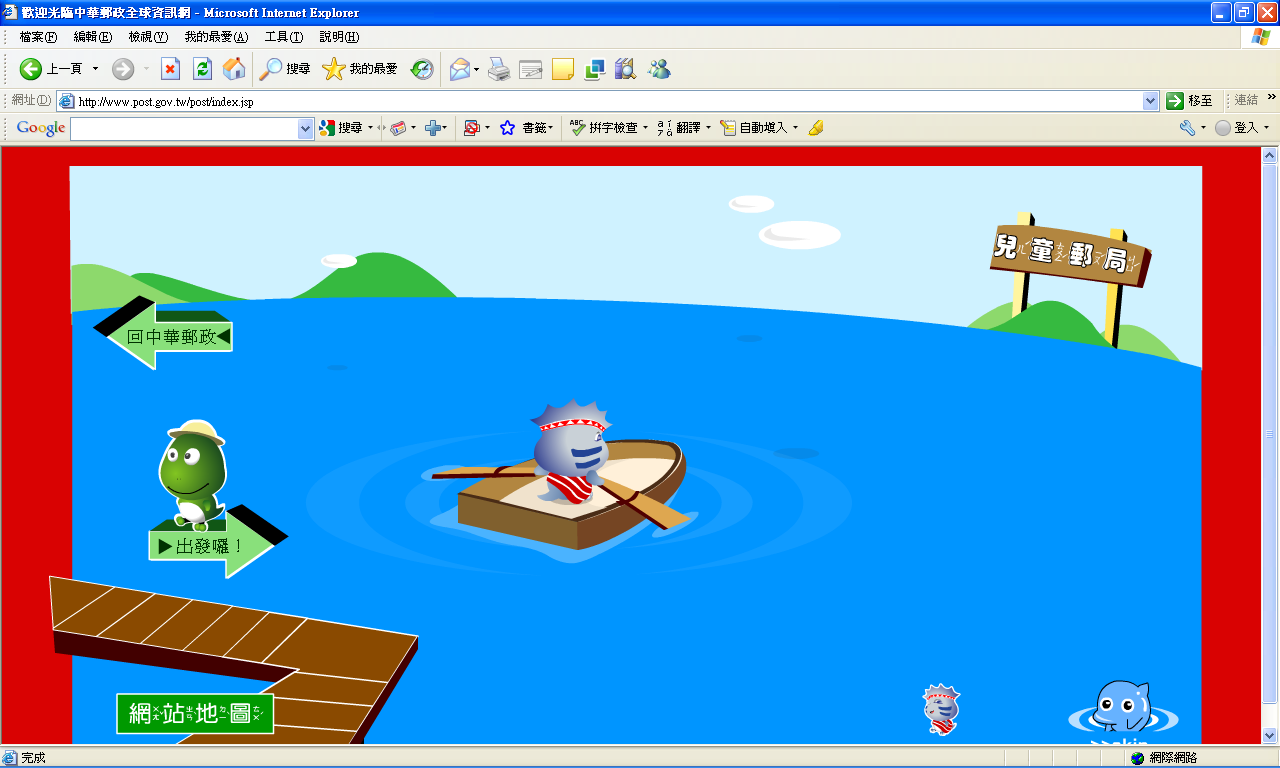 歡迎光臨中華郵政全球資訊網 - Microsoft Internet Explorer
檔案(F) 編輯(E) 檢視(V) 我的最愛(A) 工具(T) 說明(H)
上一頁 搜尋 我的最愛
網址(D) http://www.post.gov.tw/post/index.jsp 移至 連結 »
Google 搜尋 書籤 ABC 拼字檢查 翻譯 自動填入 登入
兒童郵局
回中華郵政◀
▶出發囉！
網站地圖
完成 網際網路